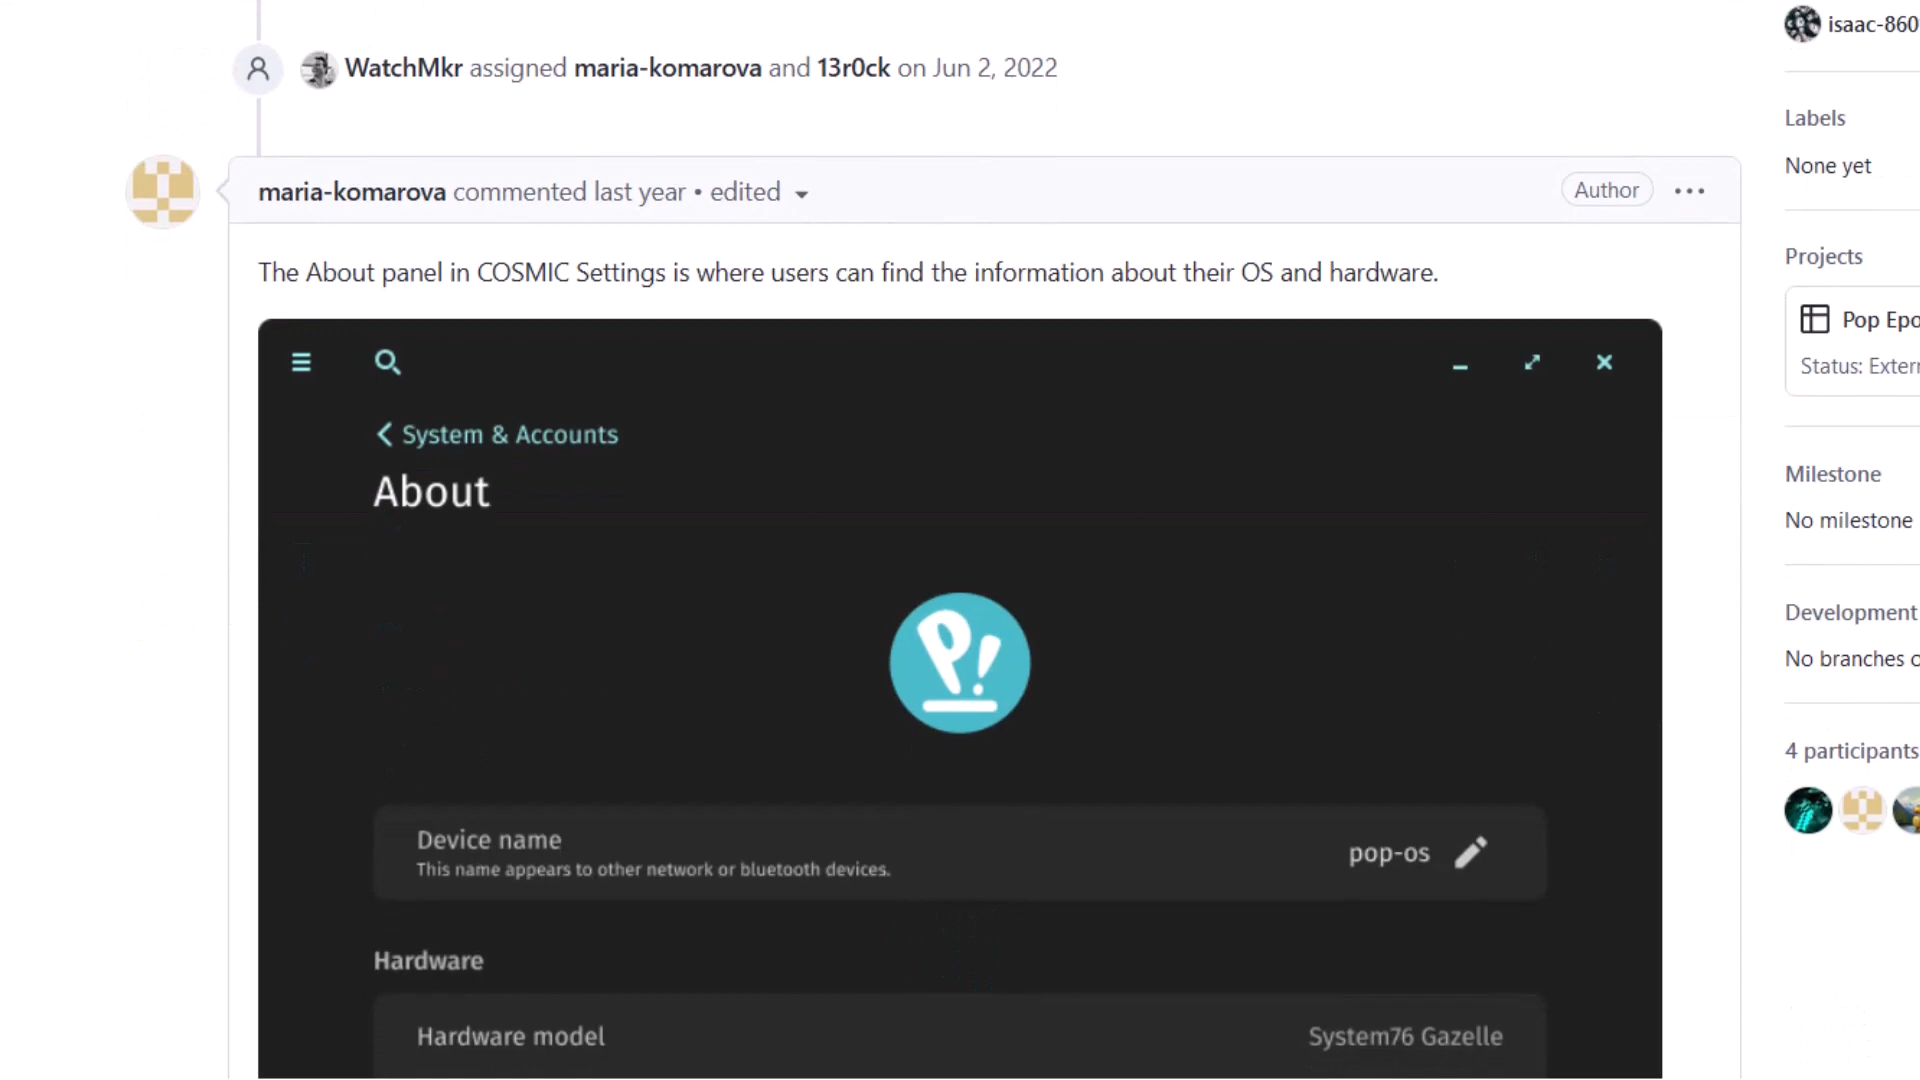 WatchMkr assigned maria-komarova and 13r0ck on Jun 2, 2022
maria-komarova commented last year • edited
Author
The About panel in COSMIC Settings is where users can find the information about their OS and hardware.
System & Accounts
About
P!
Device name
This name appears to other network or bluetooth devices.
pop-os
Hardware
Hardware model
System76 Gazelle
isaac-860
Labels
None yet
Projects
Pop Epo
Status: Extern
Milestone
No milestone
Development
No branches o
4 participants